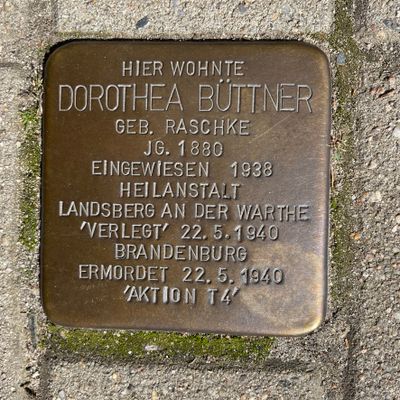 HIER WOHNTE
DOROTHEA BÜTTNER
GEB. RASCHKE
JG. 1880
EINGEWIESEN 1938
HEILANSTALT
LANDSBERG AN DER WARTHE
'VERLEGT' 22.5.1940
BRANDENBURG
ERMORDET 22.5.1940
'AKTION T4'